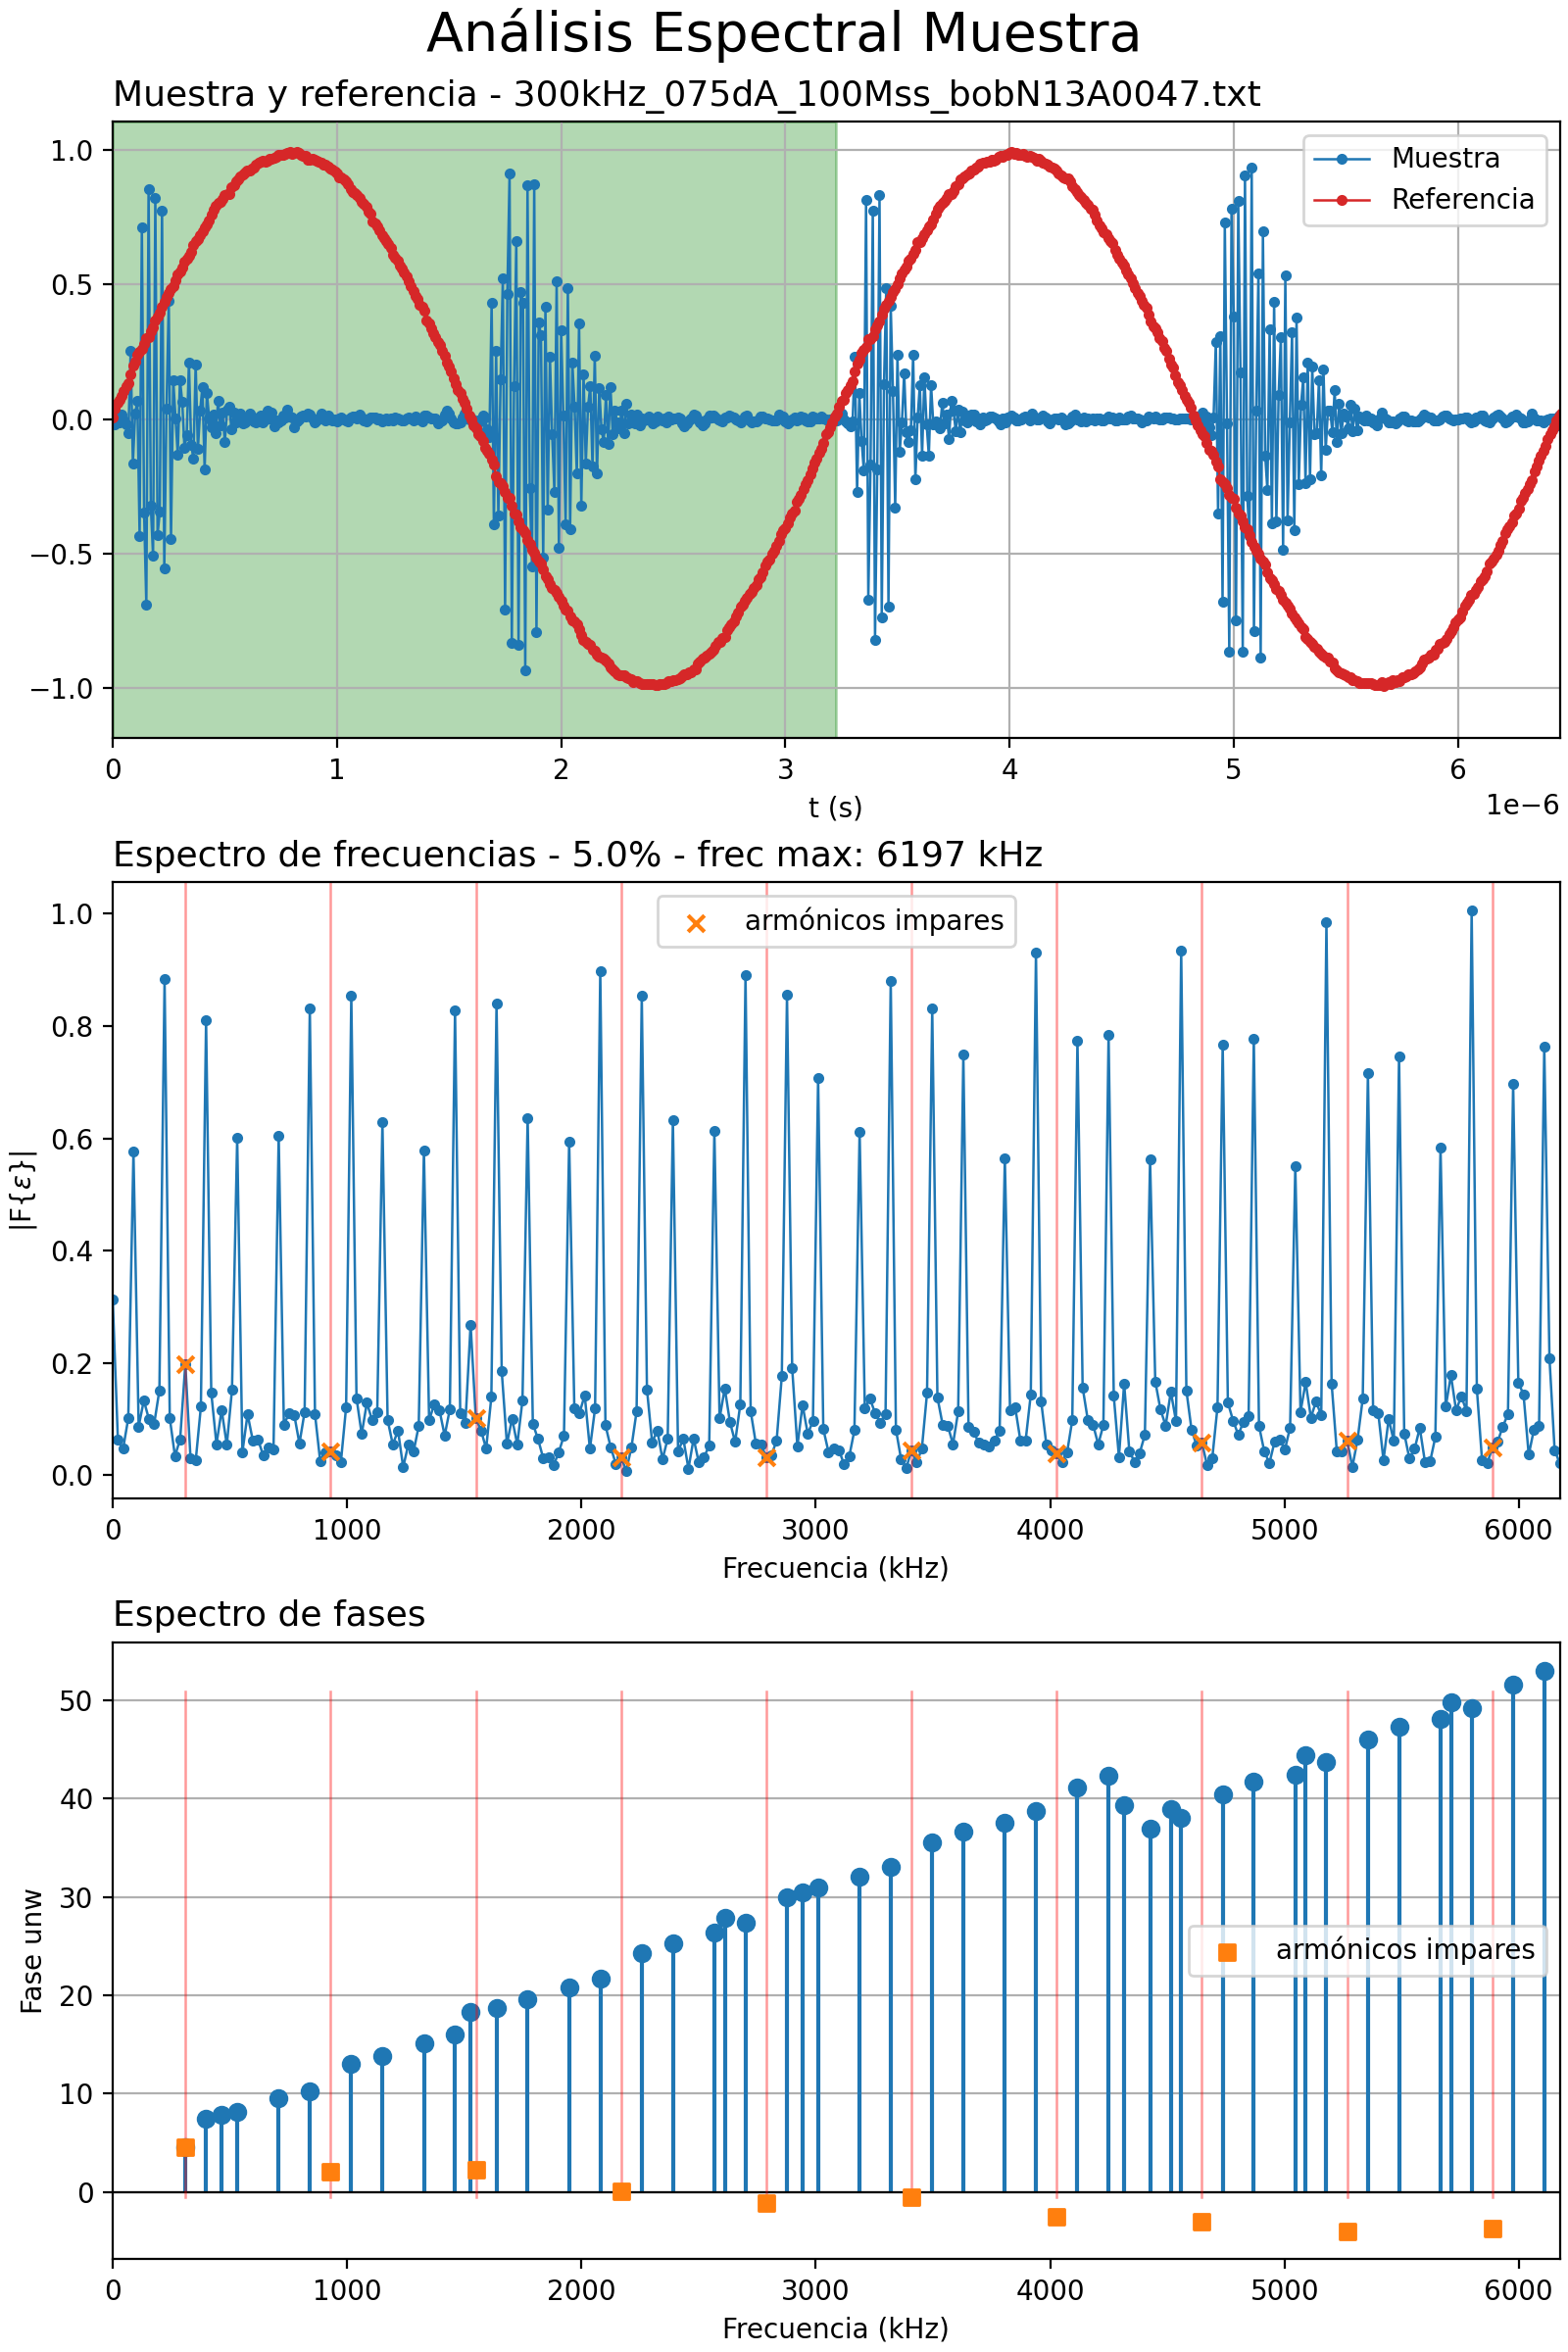 Análisis Espectral Muestra
Muestra y referencia - 300kHz_075dA_100Mss_bobN13A0047.txt
1.0
0.5
0.0
−0.5
−1.0
Muestra
Referencia
0 1 2 3 4 5 6
t (s)
1e−6
Espectro de frecuencias - 5.0% - frec max: 6197 kHz
|F{ε}|
1.0
0.8
0.6
0.4
0.2
0.0
armónicos impares
0 1000 2000 3000 4000 5000 6000
Frecuencia (kHz)
Espectro de fases
Fase unw
50
40
30
20
10
0
armónicos impares
0 1000 2000 3000 4000 5000 6000
Frecuencia (kHz)